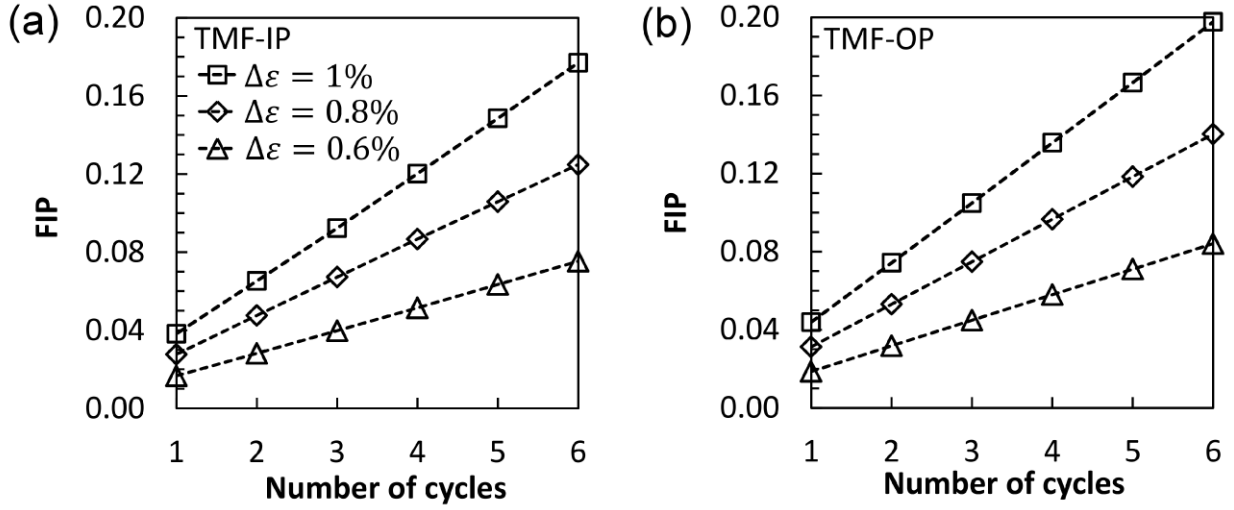 (a)
TMF-IP
Δε = 1%
Δε = 0.8%
Δε = 0.6%
0.20
0.16
0.12
0.08
0.04
0.00
FIP
1 2 3 4 5 6
Number of cycles
(b)
TMF-OP
0.20
0.16
0.12
0.08
0.04
0.00
FIP
1 2 3 4 5 6
Number of cycles